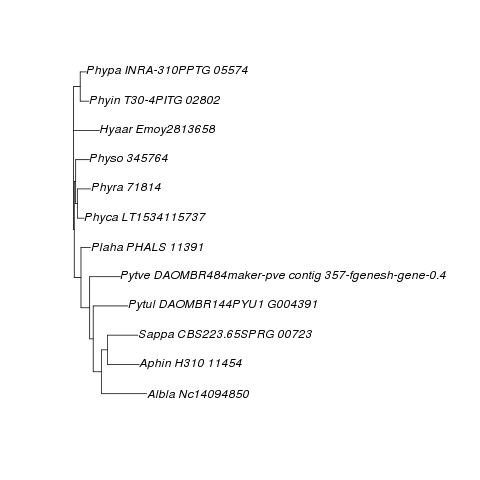 Phypa INRA-310PPTG 05574
Phyin T30-4PITG 02802
Hyaar Emoy2813658
Physo 345764
Phyra 71814
Phyca LT1534115737
Plaha PHALS 11391
Pytve DAOMBR484maker-pve contig 357-fgenesh-gene-0.4
Pytul DAOMBR144PYU1 G004391
Sappa CBS223.65SPRG 00723
Aphin H310 11454
Albla Nc14094850